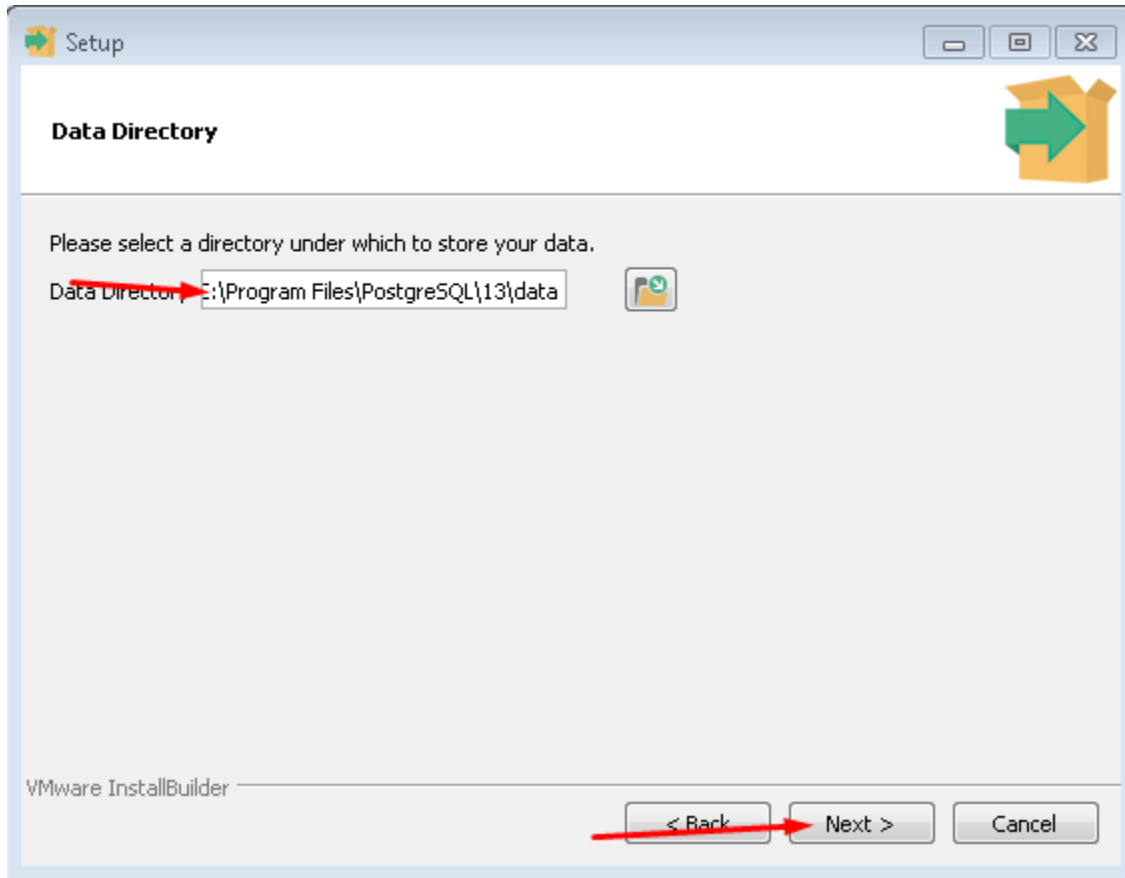 Setup
Data Directory
Please select a directory under which to store your data.
Data Directory E:\Program Files\PostgreSQL\13\data
VMware InstallBuilder
< Back Next > Cancel